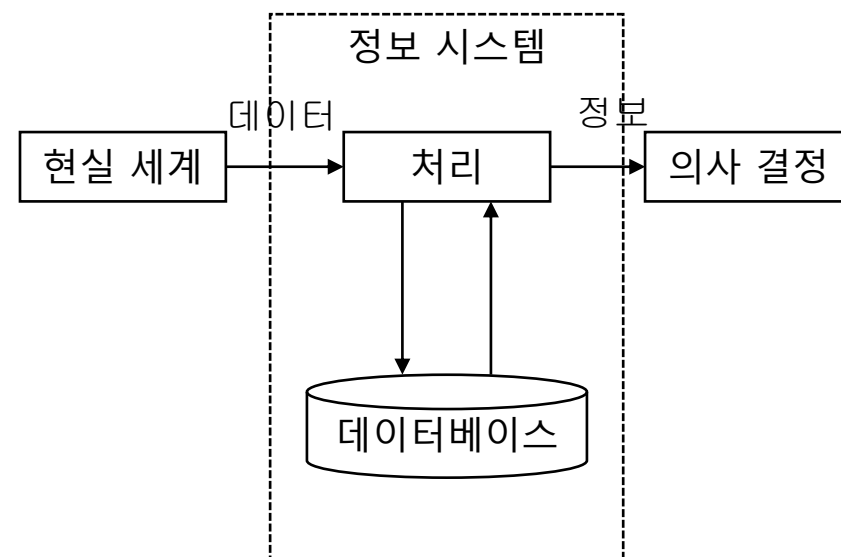 정보 시스템
데이터
정보
현실 세계
처리
의사 결정
데이터베이스